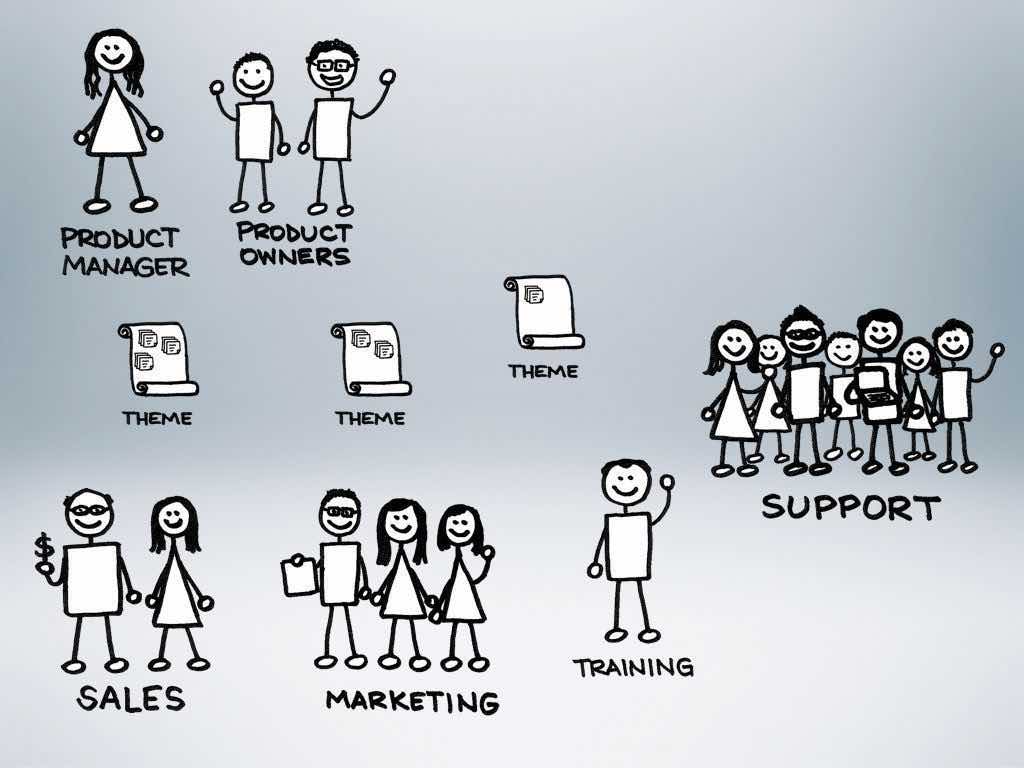 PRODUCT
MANAGER
PRODUCT
OWNERS
THEME
THEME
THEME
SUPPORT
$
SALES
MARKETING
TRAINING